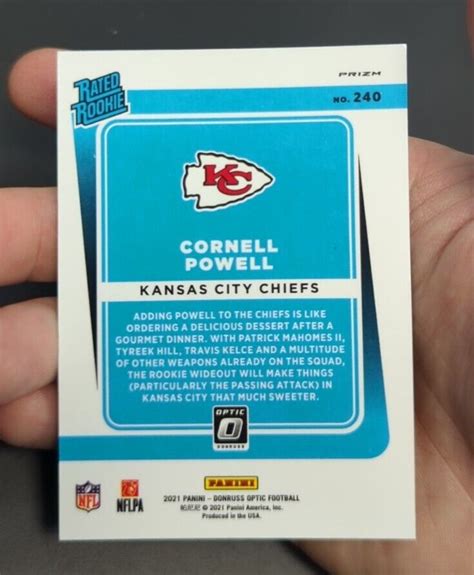 RATED
ROOKIE
PRIZM
NO. 240
KC
CORNELL
POWELL
KANSAS CITY CHIEFS
ADDING POWELL TO THE CHIEFS IS LIKE
ORDERING A DELICIOUS DESSERT AFTER A
GOURMET DINNER. WITH PATRICK MAHOMES II,
TYREEK HILL, TRAVIS KELCE AND A MULTITUDE
OF OTHER WEAPONS ALREADY ON THE SQUAD,
THE ROOKIE WIDEOUT WILL MAKE THINGS
(PARTICULARLY THE PASSING ATTACK) IN
KANSAS CITY THAT MUCH SWEETER.
OPTIC
DONRUSS
PANINI
NFL
NFLPA
2021 PANINI – DONRUSS OPTIC FOOTBALL
© 2021 Panini America, Inc.
Produced in the USA.